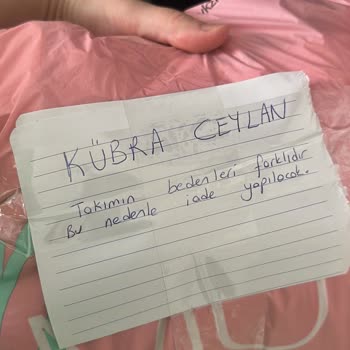 KÜBRA CEYLAN
Takımın bedenleri farklıdır
Bu nedenle iade yapılacak.